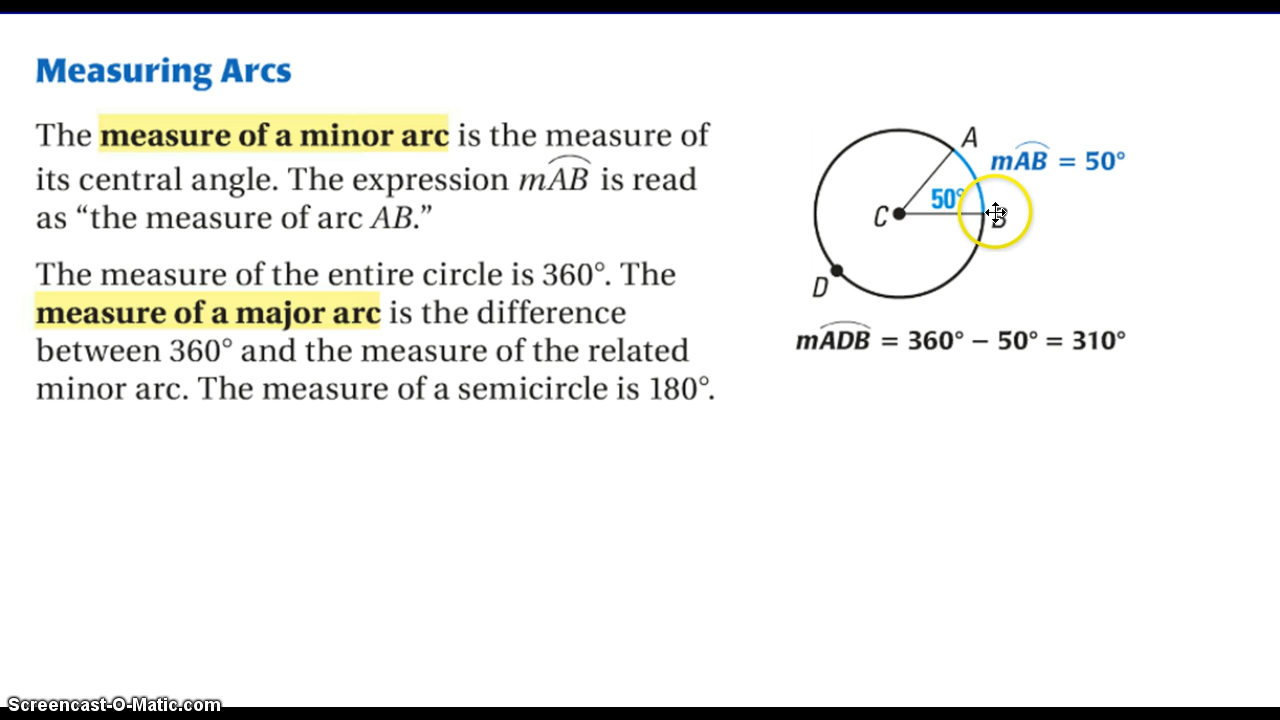 Measuring Arcs
The measure of a minor arc is the measure of
its central angle. The expression mAB is read
as “the measure of arc AB.”
The measure of the entire circle is 360°. The
measure of a major arc is the difference
between 360° and the measure of the related
minor arc. The measure of a semicircle is 180°.
A
mAB = 50°
50°
C
B
D
mADB = 360° − 50° = 310°
Screencast-O-Matic.com